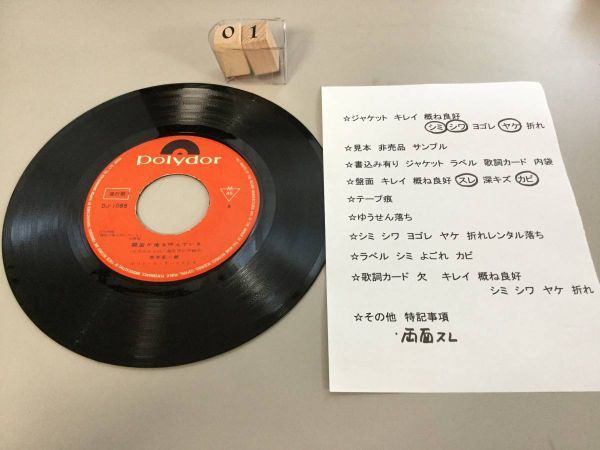 01
Polydor
DJ-1088
45
☆ジャケット キレイ 概ね良好
シミ シワ ヨゴレ ヤケ 折れ
☆見本 非売品 サンプル
☆書込み有り ジャケット ラベル 歌詞カード 内袋
☆盤面 キレイ 概ね良好 スレ 深キズ カビ
☆テープ痕
☆ゆうせん落ち
☆シミ シワ ヨゴレ ヤケ 折れレンタル落ち
☆ラベル シミ よごれ カビ
☆歌詞カード 欠 キレイ 概ね良好
シミ シワ ヤケ 折れ
☆その他 特記事項
両面スレ